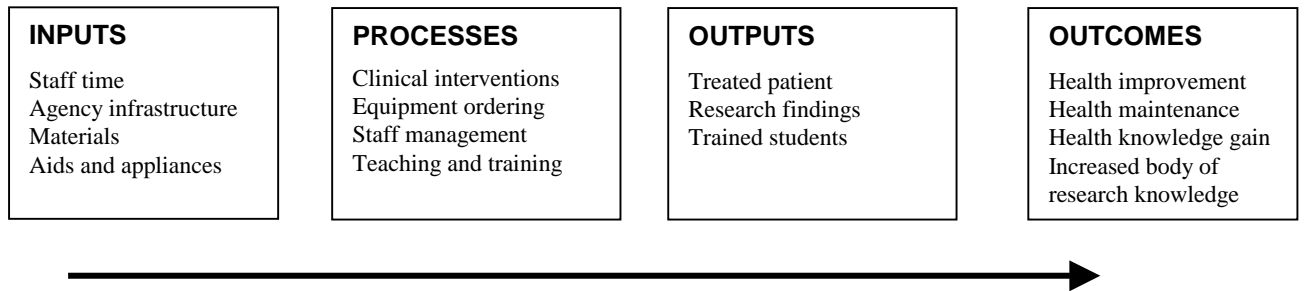 INPUTS
Staff time
Agency infrastructure
Materials
Aids and appliances
PROCESSES
Clinical interventions
Equipment ordering
Staff management
Teaching and training
OUTPUTS
Treated patient
Research findings
Trained students
OUTCOMES
Health improvement
Health maintenance
Health knowledge gain
Increased body of
research knowledge